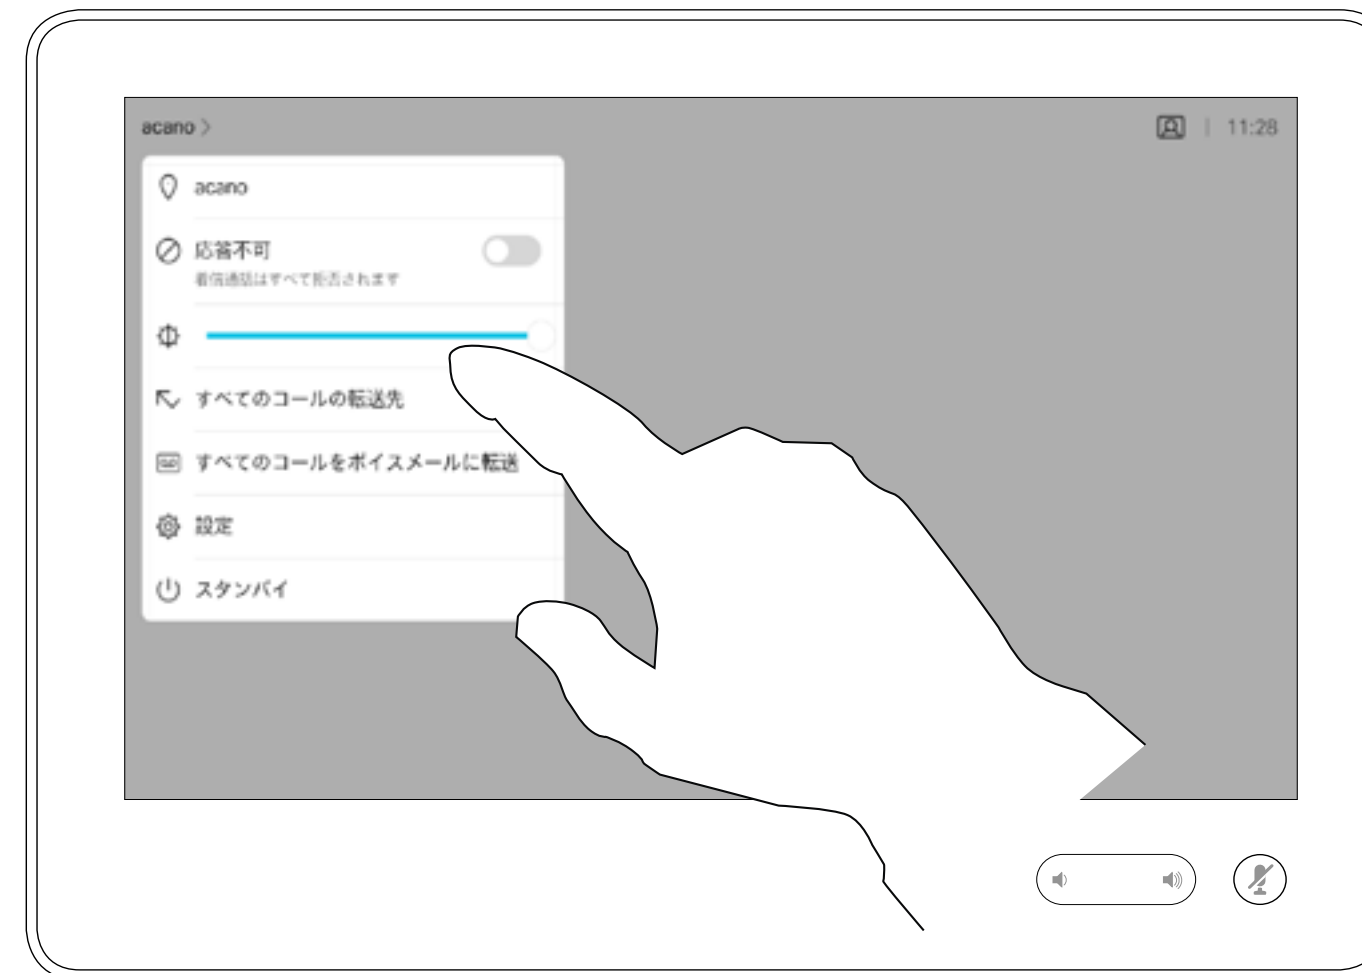 acano
11:28
acano
応答不可
着信通話はすべて拒否されます
すべてのコールの転送先
すべてのコールをボイスメールに転送
設定
スタンバイ